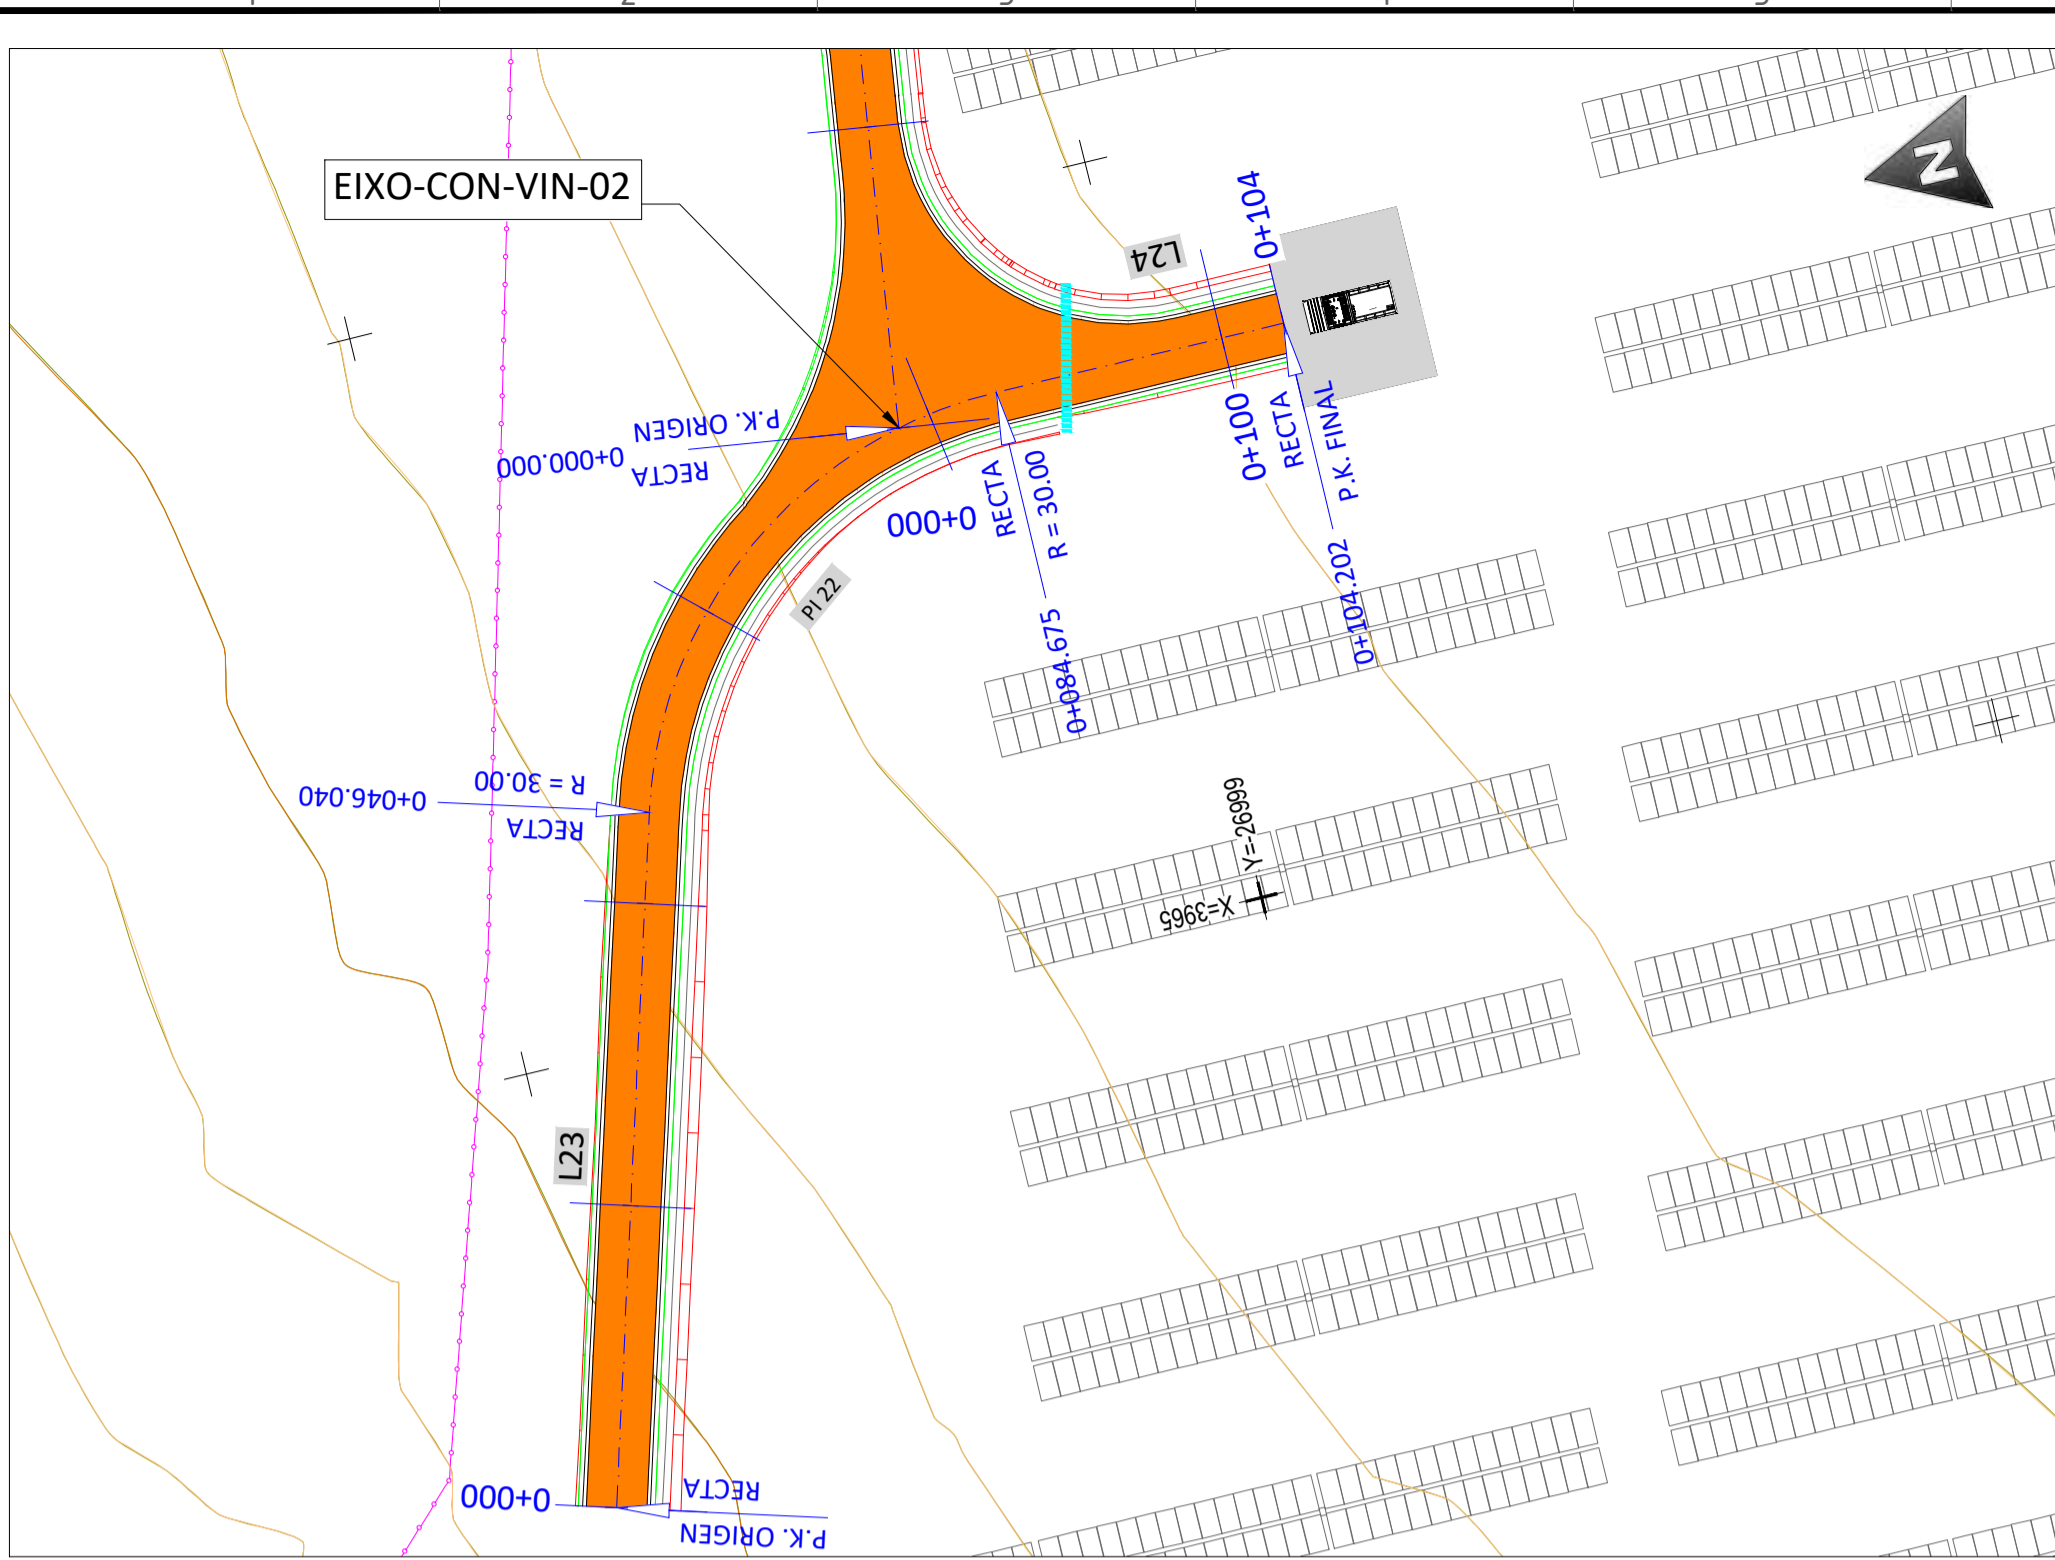 EIXO-CON-VIN-02
L24
0+104
N
P.K. ORIGEN
0+000.000
RECTA
0+000
RECTA
R = 30.00
0+084.675
0+100
RECTA
P.K. FINAL
0+104.202
PI 22
R = 30.00
0+046.040
RECTA
Y=-269999
X=3965
L23
0+000
RECTA
P.K. ORIGEN